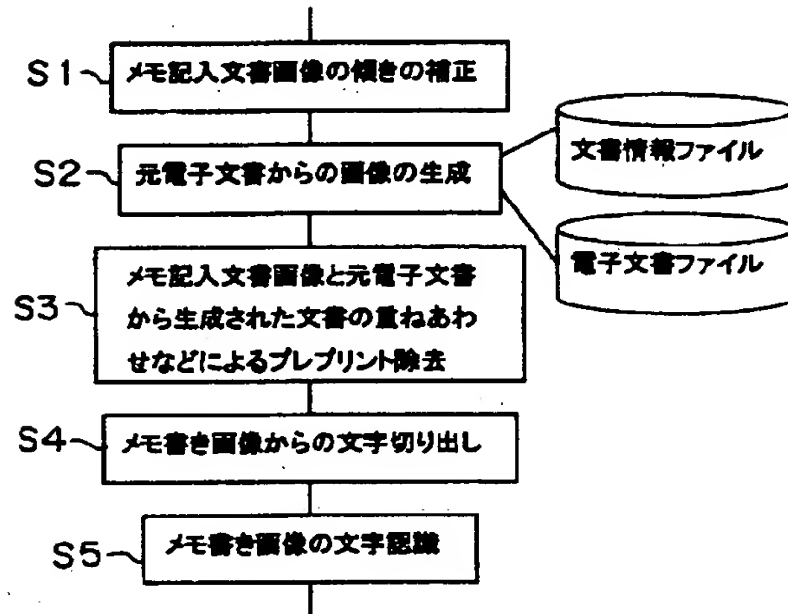 S1
メモ記入文書画像の傾きの補正
S2
元電子文書からの画像の生成
文書情報ファイル
電子文書ファイル
S3
メモ記入文書画像と元電子文書
から生成された文書の重ねあわ
せなどによるプレプリント除去
S4
メモ書き画像からの文字切り出し
S5
メモ書き画像の文字認識